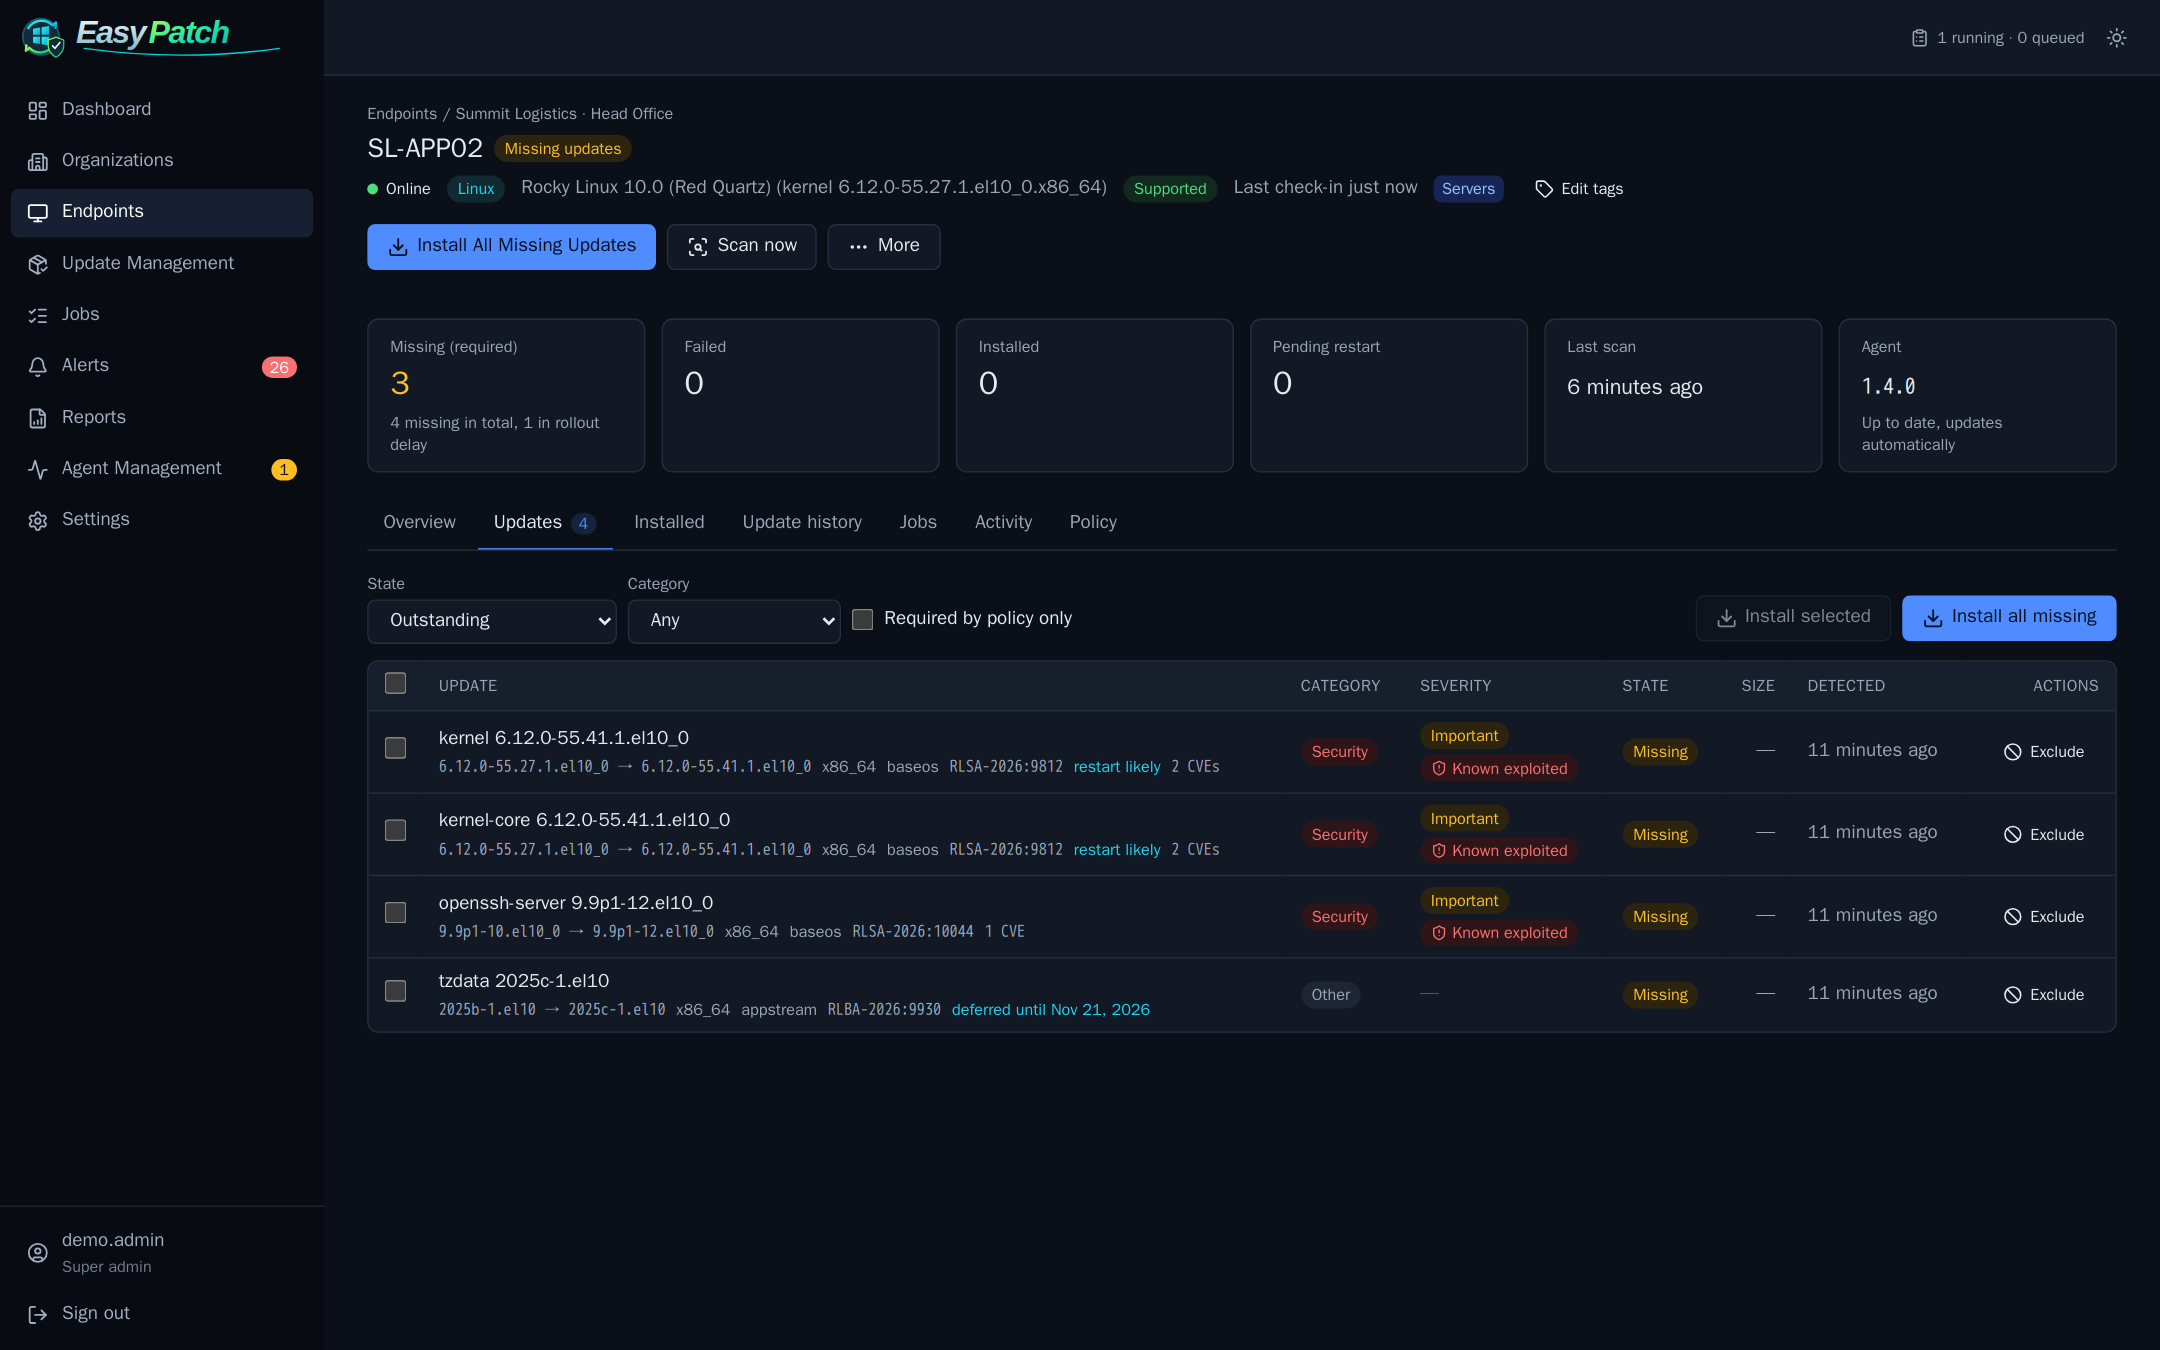 EasyPatch
1 running · 0 queued
Dashboard
Organizations
Endpoints
Update Management
Jobs
Alerts 26
Reports
Agent Management 1
Settings
demo.admin
Super admin
Sign out
Endpoints / Summit Logistics · Head Office
SL-APP02 Missing updates
Online Linux Rocky Linux 10.0 (Red Quartz) (kernel 6.12.0-55.27.1.el10_0.x86_64) Supported Last check-in just now Servers Edit tags
Install All Missing Updates Scan now More
Missing (required)
3
4 missing in total, 1 in rollout
delay
Failed
0
Installed
0
Pending restart
0
Last scan
6 minutes ago
Agent
1.4.0
Up to date, updates
automatically
Overview Updates 4 Installed Update history Jobs Activity Policy
State Category
Outstanding Any Required by policy only Install selected Install all missing
UPDATE CATEGORY SEVERITY STATE SIZE DETECTED ACTIONS
kernel 6.12.0-55.41.1.el10_0
6.12.0-55.27.1.el10_0 → 6.12.0-55.41.1.el10_0 x86_64 baseos RLSA-2026:9812 restart likely 2 CVEs
Security Important Known exploited Missing — 11 minutes ago Exclude
kernel-core 6.12.0-55.41.1.el10_0
6.12.0-55.27.1.el10_0 → 6.12.0-55.41.1.el10_0 x86_64 baseos RLSA-2026:9812 restart likely 2 CVEs
Security Important Known exploited Missing — 11 minutes ago Exclude
openssh-server 9.9p1-12.el10_0
9.9p1-10.el10_0 → 9.9p1-12.el10_0 x86_64 baseos RLSA-2026:10044 1 CVE
Security Important Known exploited Missing — 11 minutes ago Exclude
tzdata 2025c-1.el10
2025b-1.el10 → 2025c-1.el10 x86_64 appstream RLBA-2026:9930 deferred until Nov 21, 2026
Other — Missing — 11 minutes ago Exclude